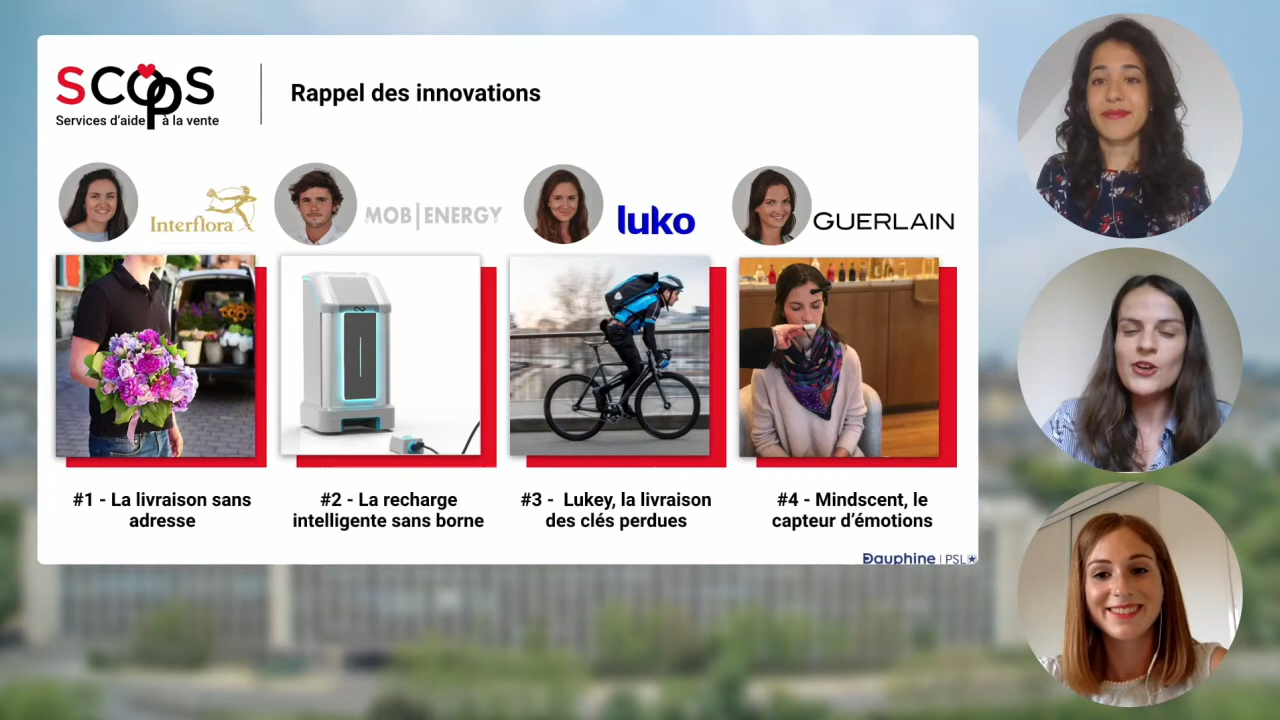 SCOPS
Services d'aide à la vente
Rappel des innovations
Interflora
MOB|ENERGY
luko
GUERLAIN
#1 - La livraison sans
adresse
#2 - La recharge
intelligente sans borne
#3 - Lukey, la livraison
des clés perdues
#4 - Mindscent, le
capteur d'émotions
Dauphine | PSL